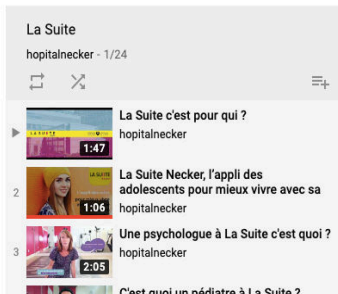 La Suite
hopitalnecker - 1/24
La Suite c'est pour qui ?
hopitalnecker
LA SUITE
1:47
2
La Suite Necker, l'appli des
adolescents pour mieux vivre avec sa
hopitalnecker
1:06
3
Une psychologue à La Suite c'est quoi ?
hopitalnecker
2:05
C'est quoi un pédiatre à La Suite ?